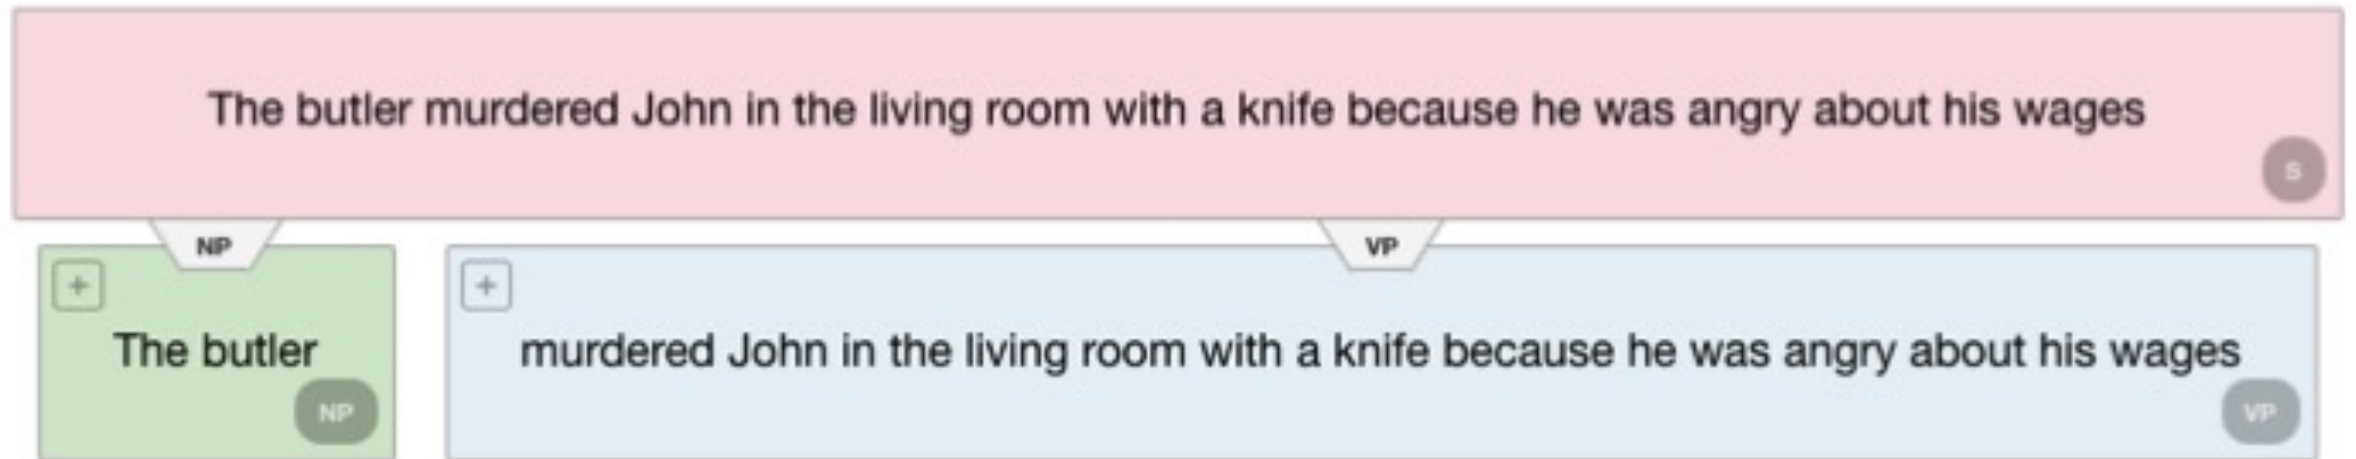 The butler murdered John in the living room with a knife because he was angry about his wages
S
NP
VP
+
The butler
NP
+
murdered John in the living room with a knife because he was angry about his wages
VP